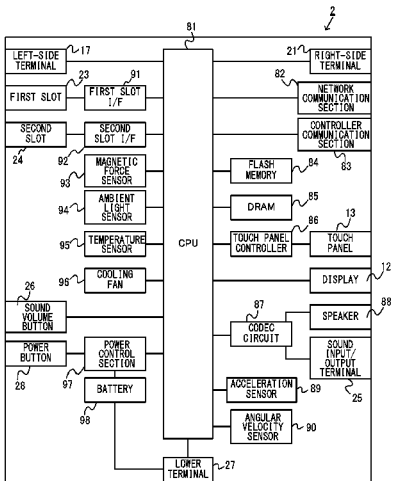 81
2
LEFT-SIDE
TERMINAL
17
21
RIGHT-SIDE
TERMINAL
23
91
82
FIRST SLOT
FIRST SLOT
I/F
NETWORK
COMMUNICATION
SECTION
SECOND
SLOT
24
SECOND
SLOT I/F
92
CONTROLLER
COMMUNICATION
SECTION
83
MAGNETIC
FORCE
SENSOR
93
FLASH
MEMORY
84
AMBIENT
LIGHT
SENSOR
94
DRAM
85
CPU
TEMPERATURE
SENSOR
95
TOUCH PANEL
CONTROLLER
86
TOUCH
PANEL
13
COOLING
FAN
96
DISPLAY
12
26
SOUND
VOLUME
BUTTON
87
CODEC
CIRCUIT
SPEAKER
88
POWER
BUTTON
28
POWER
CONTROL
SECTION
97
SOUND INPUT/
OUTPUT
TERMINAL
25
BATTERY
98
ACCELERATION
SENSOR
89
ANGULAR
VELOCITY
SENSOR
90
LOWER
TERMINAL
27